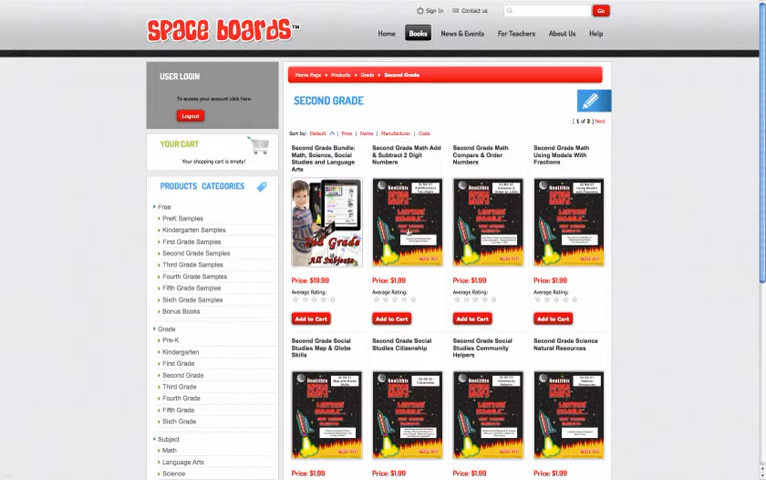 Sign In
Contact us
Go
SPACE BOARDS™
Home
Books
News & Events
For Teachers
About Us
Help
USER LOGIN
To access your account click here
Logout
YOUR CART
Your shopping cart is empty!
PRODUCTS CATEGORIES
Free
PreK Samples
Kindergarten Samples
First Grade Samples
Second Grade Samples
Third Grade Samples
Fourth Grade Samples
Fifth Grade Samples
Sixth Grade Samples
Bonus Books
Grade
Pre-K
Kindergarten
First Grade
Second Grade
Third Grade
Fourth Grade
Fifth Grade
Sixth Grade
Subject
Math
Language Arts
Science
Home Page
Products
Grade
Second Grade
SECOND GRADE
[ 1 of 2 ] Next
Sort by: Default | Price | Name | Manufacturer | Code
Second Grade Bundle:
Math, Science, Social
Studies and Language
Arts
2nd Grade
All Subjects
Price: $19.99
Average Rating:
Add to Cart
Second Grade Math Add
& Subtract 2 Digit
Numbers
Price: $1.99
Average Rating:
Add to Cart
Second Grade Math
Compare & Order
Numbers
Price: $1.99
Average Rating:
Add to Cart
Second Grade Math
Using Models With
Fractions
Price: $1.99
Average Rating:
Add to Cart
Second Grade Social
Studies Map & Globe
Skills
Price: $1.99
Second Grade Social
Studies Citizenship
Price: $1.99
Second Grade Social
Studies Community
Helpers
Price: $1.99
Second Grade Science
Natural Resources
Price: $1.99